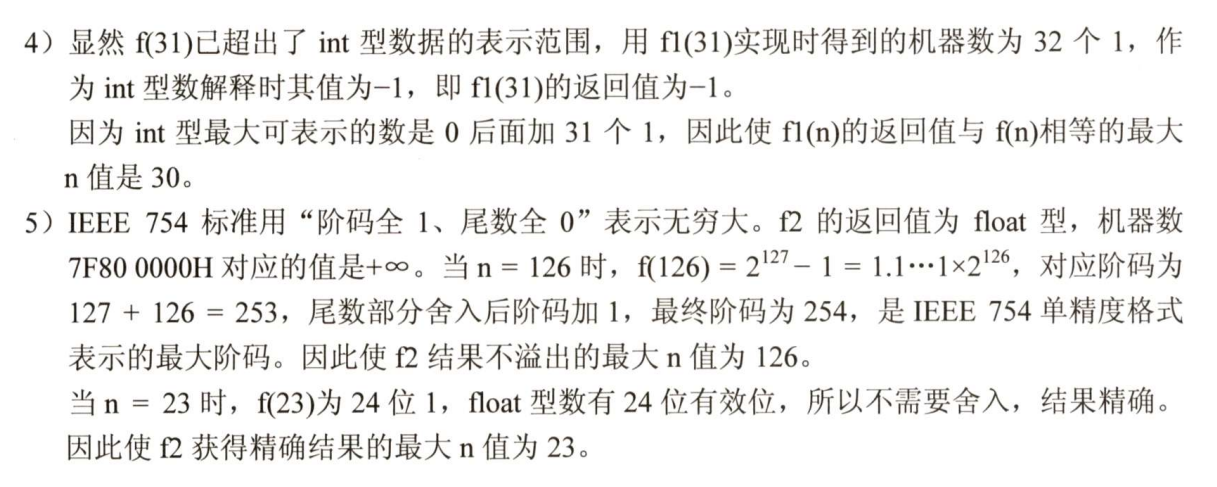 4）显然 f(31)已超出了 int 型数据的表示范围，用 f1(31)实现时得到的机器数为 32 个 1，作
为 int 型数解释时其值为−1，即 f1(31)的返回值为−1。
因为 int 型最大可表示的数是 0 后面加 31 个 1，因此使 f1(n)的返回值与 f(n)相等的最大
n 值是 30。
5）IEEE 754 标准用“阶码全 1、尾数全 0”表示无穷大。f2 的返回值为 float 型，机器数
7F80 0000H 对应的值是+∞。当 n = 126 时，f(126) = 2¹²⁷ − 1 = 1.1⋯1×2¹²⁶，对应阶码为
127 + 126 = 253，尾数部分舍入后阶码加 1，最终阶码为 254，是 IEEE 754 单精度格式
表示的最大阶码。因此使 f2 结果不溢出的最大 n 值为 126。
当 n = 23 时，f(23)为 24 位 1，float 型数有 24 位有效位，所以不需要舍入，结果精确。
因此使 f2 获得精确结果的最大 n 值为 23。